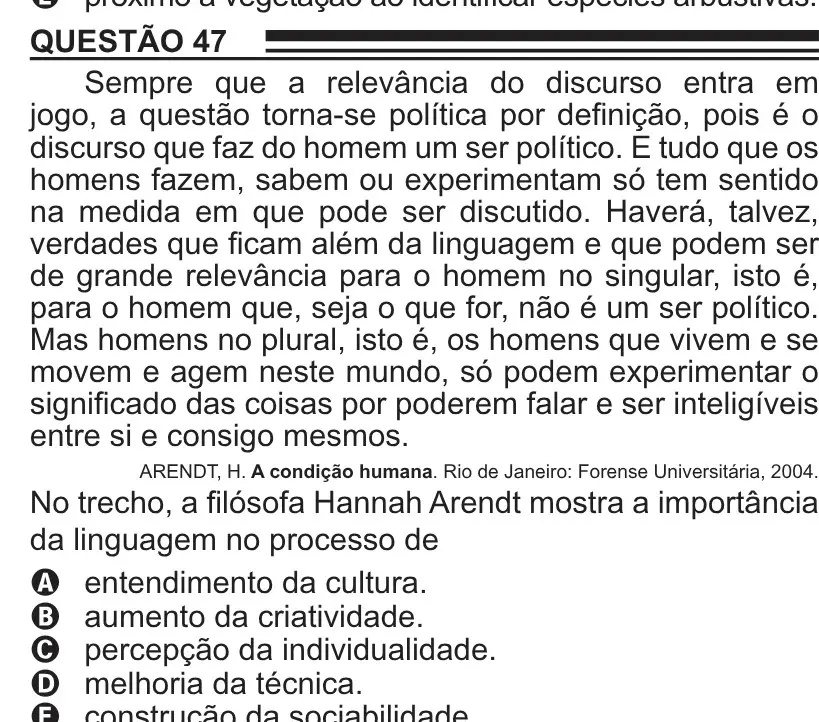 E próximo à vegetação ao identificar espécies arbustivas.
QUESTÃO 47
Sempre que a relevância do discurso entra em
jogo, a questão torna-se política por definição, pois é o
discurso que faz do homem um ser político. E tudo que os
homens fazem, sabem ou experimentam só tem sentido
na medida em que pode ser discutido. Haverá, talvez,
verdades que ficam além da linguagem e que podem ser
de grande relevância para o homem no singular, isto é,
para o homem que, seja o que for, não é um ser político.
Mas homens no plural, isto é, os homens que vivem e se
movem e agem neste mundo, só podem experimentar o
significado das coisas por poderem falar e ser inteligíveis
entre si e consigo mesmos.
ARENDT, H. A condição humana. Rio de Janeiro: Forense Universitária, 2004.
No trecho, a filósofa Hannah Arendt mostra a importância
da linguagem no processo de
A entendimento da cultura.
B aumento da criatividade.
C percepção da individualidade.
D melhoria da técnica.
E construção da sociabilidade